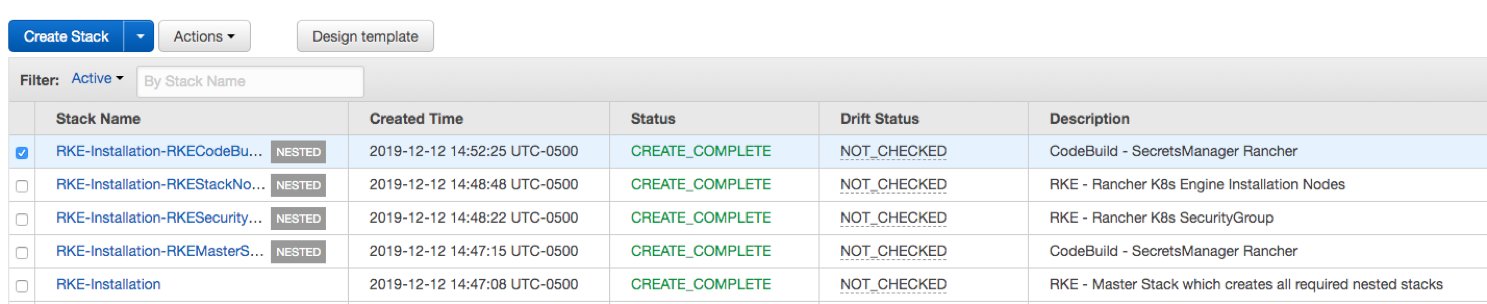 Create Stack Actions Design template
Filter: Active By Stack Name
Stack Name Created Time Status Drift Status Description
RKE-Installation-RKECodeBu... NESTED 2019-12-12 14:52:25 UTC-0500 CREATE_COMPLETE NOT_CHECKED CodeBuild - SecretsManager Rancher
RKE-Installation-RKEStackNo... NESTED 2019-12-12 14:48:48 UTC-0500 CREATE_COMPLETE NOT_CHECKED RKE - Rancher K8s Engine Installation Nodes
RKE-Installation-RKESecurity... NESTED 2019-12-12 14:48:22 UTC-0500 CREATE_COMPLETE NOT_CHECKED RKE - Rancher K8s SecurityGroup
RKE-Installation-RKEMasterS... NESTED 2019-12-12 14:47:15 UTC-0500 CREATE_COMPLETE NOT_CHECKED CodeBuild - SecretsManager Rancher
RKE-Installation 2019-12-12 14:47:08 UTC-0500 CREATE_COMPLETE NOT_CHECKED RKE - Master Stack which creates all required nested stacks